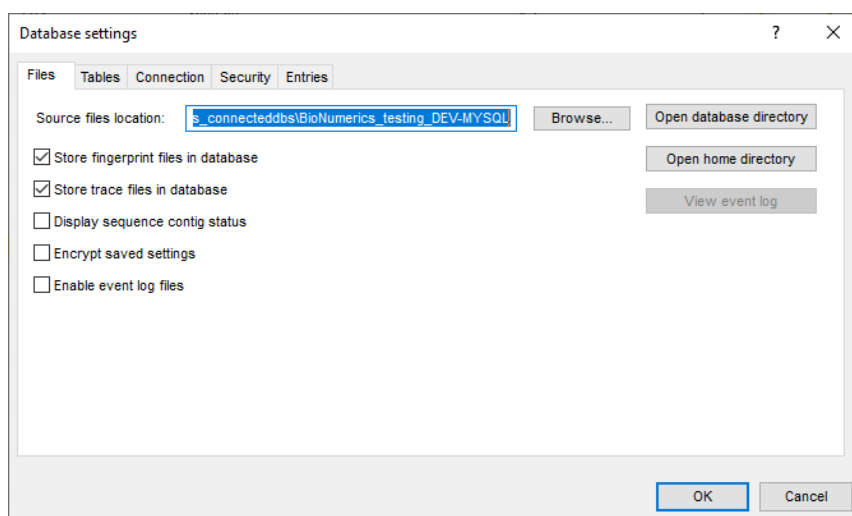 Database settings
?
Files
Tables
Connection
Security
Entries
Source files location:
s_connecteddbs\BioNumerics_testing_DEV-MYSQL
Browse...
Open database directory
Store fingerprint files in database
Open home directory
Store trace files in database
View event log
Display sequence contig status
Encrypt saved settings
Enable event log files
OK
Cancel